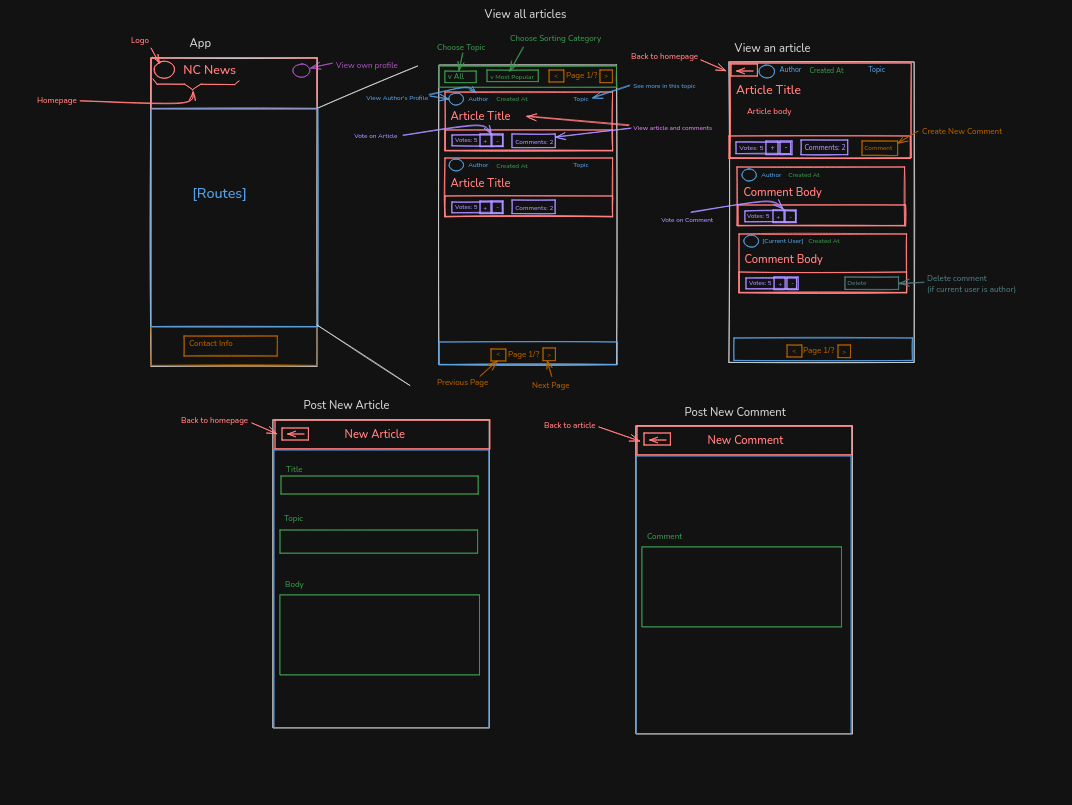 View all articles
App
Logo
NC News
View own profile
Homepage
[Routes]
Contact Info
Choose Topic
Choose Sorting Category
v All
v Most Popular
<
Page 1/?
>
View Author's Profile
Author
Created At
Topic
See more in this topic
Article Title
View article and comments
Vote on Article
Votes: 5
+
-
Comments: 2
Author
Created At
Topic
Article Title
Votes: 5
+
-
Comments: 2
<
Page 1/?
>
Previous Page
Next Page
View an article
Back to homepage
Author
Created At
Topic
Article Title
Article body
Create New Comment
Votes: 5
+
-
Comments: 2
Comment
Author
Created At
Comment Body
Vote on Comment
Votes: 5
+
-
[Current User]
Created At
Comment Body
Votes: 5
+
-
Delete
Delete comment
(if current user is author)
<
Page 1/?
>
Post New Article
Back to homepage
New Article
Title
Topic
Body
Post New Comment
Back to article
New Comment
Comment